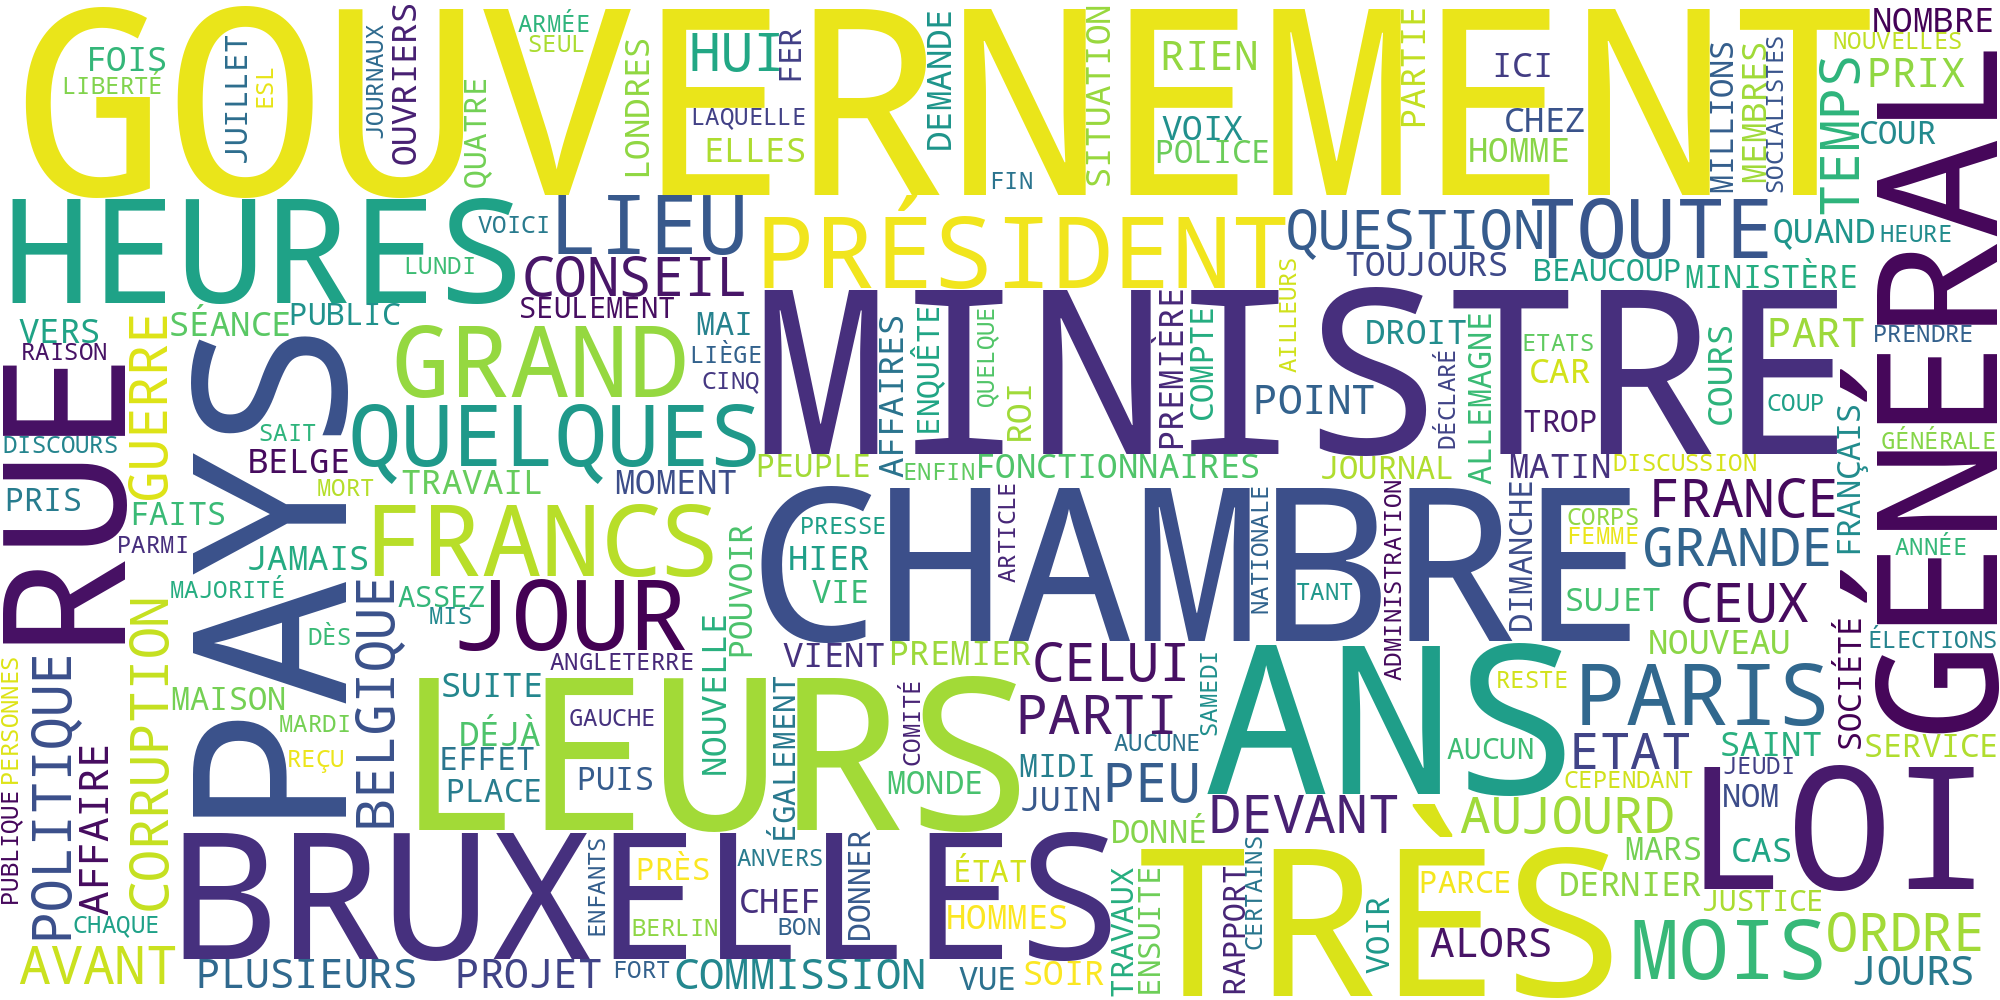 GOUVERNEMENT
ARMÉE
SEUL
FOIS
LIBERTÉ
JUILLET
ESL
JOURNAUX
OUVRIERS
QUATRE
LONDRES
HUI
FER
LAQUELLE
ELLES
DEMANDE
FIN
SITUATION
RIEN
VOIX
POLICE
PARTIE
ICI
CHEZ
HOMME
MILLIONS
MEMBRES
SOCIALISTES
NOMBRE
NOUVELLES
PRIX
TEMPS
COUR
HEURES
VOICI
LUNDI
LIEU
CONSEIL
SEULEMENT
PRÉSIDENT
QUESTION
TOUTE
TOUJOURS
BEAUCOUP
MINISTÈRE
QUAND
HEURE
GÉNÉRAL
VERS
RAISON
SÉANCE
PUBLIC
GUERRE
GRAND
MAI
LIÈGE
CINQ
MINISTRE
AFFAIRES
ENQUÊTE
QUELQUE
ROI
PREMIÈRE
COMPTE
AILLEURS
POINT
DROIT
DÉCLARÉ
ALLEMAGNE
ETATS
CAR
TROP
COURS
PART
COUP
PRENDRE
FRANÇAIS
GÉNÉRALE
RUE
DISCOURS
PRIS
PAYS
SAIT
BELGE
MORT
QUELQUES
TRAVAIL
MOMENT
PEUPLE
ENFIN
FONCTIONNAIRES
JOURNAL
MATIN
DISCUSSION
FAITS
PARMI
JAMAIS
MAJORITÉ
FRANCS
POUVOIR
PRESSE
HIER
VIE
CHAMBRE
ARTICLE
NATIONALE
TANT
ADMINISTRATION
DIMANCHE
CORPS
FEMME
FRANCE
GRANDE
ANNÉE
ASSEZ
MIS
JOUR
DÈS
BELGIQUE
CORRUPTION
ANGLETERRE
NOUVELLE
VIENT
PREMIER
CELUI
PARTI
SUJET
CEUX
NOUVEAU
SOCIÉTÉ
ÉLECTIONS
PERSONNES
POLITIQUE
MAISON
MARDI
REÇU
SUITE
DÉJÀ
EFFET
PLACE
GAUCHE
PUIS
LEURS
ÉGALEMENT
COMITÉ
MONDE
MIDI
JUIN
AUCUNE
PEU
SAMEDI
ANS
RESTE
AUCUN
PARIS
ETAT
CEPENDANT
SAINT
JEUDI
NOM
SERVICE
LOI
PUBLIQUE
AFFAIRE
BRUXELLES
ENFANTS
PRÈS
BERLIN
ANVERS
CHEF
BON
DONNER
ÉTAT
HOMMES
DONNÉ
DEVANT
AUJOURD
MARS
CAS
TRÈS
TRAVAUX
ENSUITE
RAPPORT
CERTAINS
VOIR
PARCE
ALORS
DERNIER
JUSTICE
MOIS
ORDRE
JOURS
CHAQUE
AVANT
PLUSIEURS
PROJET
FORT
COMMISSION
VUE
SOIR